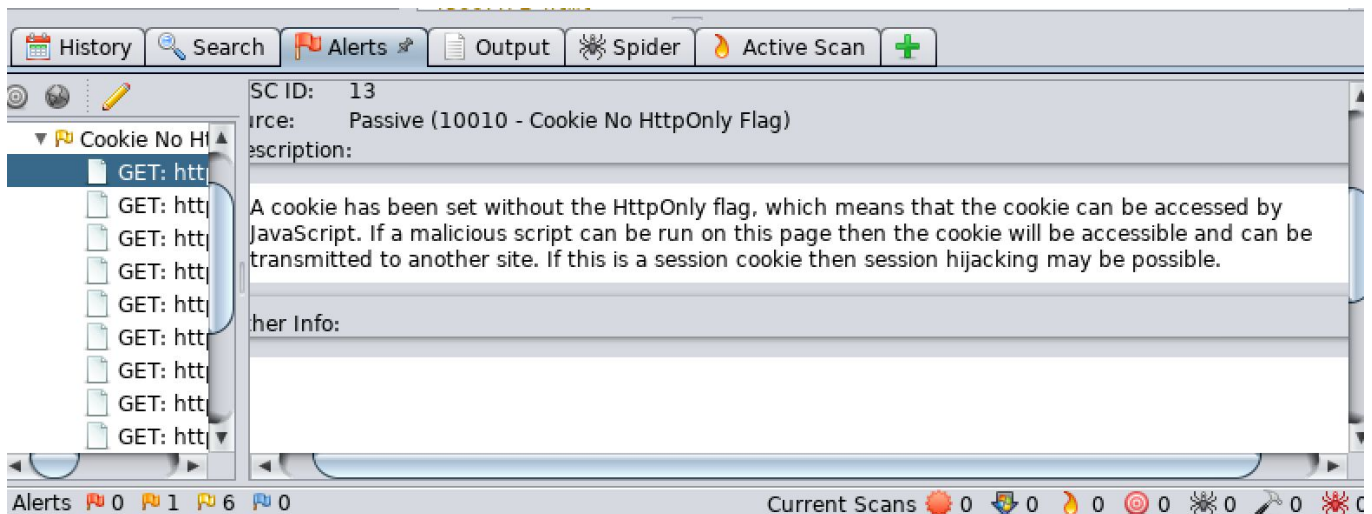 History Search Alerts Output Spider Active Scan
SC ID: 13
urce: Passive (10010 - Cookie No HttpOnly Flag)
escription:
Cookie No Ht
GET: http
GET: http
GET: http
GET: http
GET: http
GET: http
GET: http
GET: http
GET: http
A cookie has been set without the HttpOnly flag, which means that the cookie can be accessed by
JavaScript. If a malicious script can be run on this page then the cookie will be accessible and can be
transmitted to another site. If this is a session cookie then session hijacking may be possible.
her Info:
Alerts 0 1 6 0 Current Scans 0 0 0 0 0 0 0